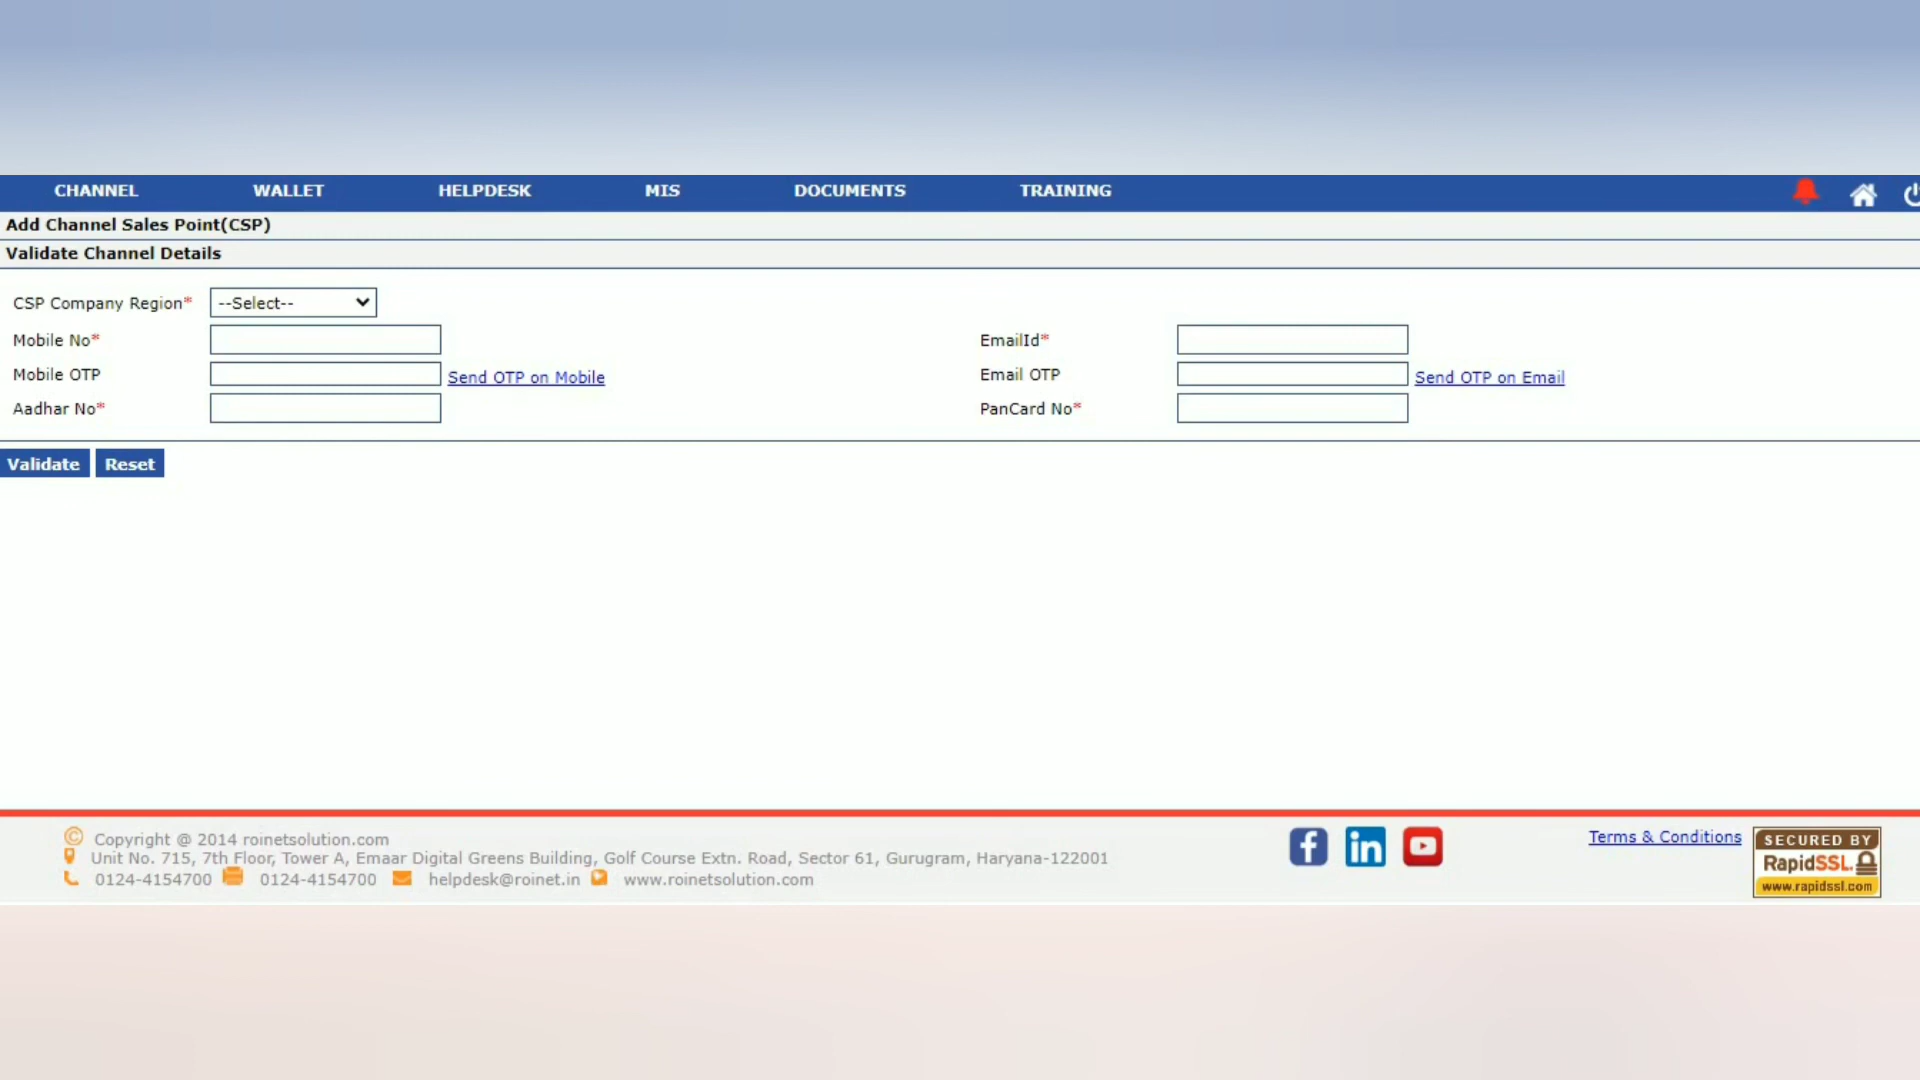 CHANNEL WALLET HELPDESK MIS DOCUMENTS TRAINING
Add Channel Sales Point(CSP)
Validate Channel Details
CSP Company Region* --Select--
Mobile No* EmailId*
Mobile OTP Send OTP on Mobile Email OTP Send OTP on Email
Aadhar No* PanCard No*
Validate Reset
© Copyright @ 2014 roinetsolution.com
Unit No. 715, 7th Floor, Tower A, Emaar Digital Greens Building, Golf Course Extn. Road, Sector 61, Gurugram, Haryana-122001
0124-4154700 0124-4154700 helpdesk@roinet.in www.roinetsolution.com
f in
Terms & Conditions
SECURED BY
RapidSSL.
www.rapidssl.com